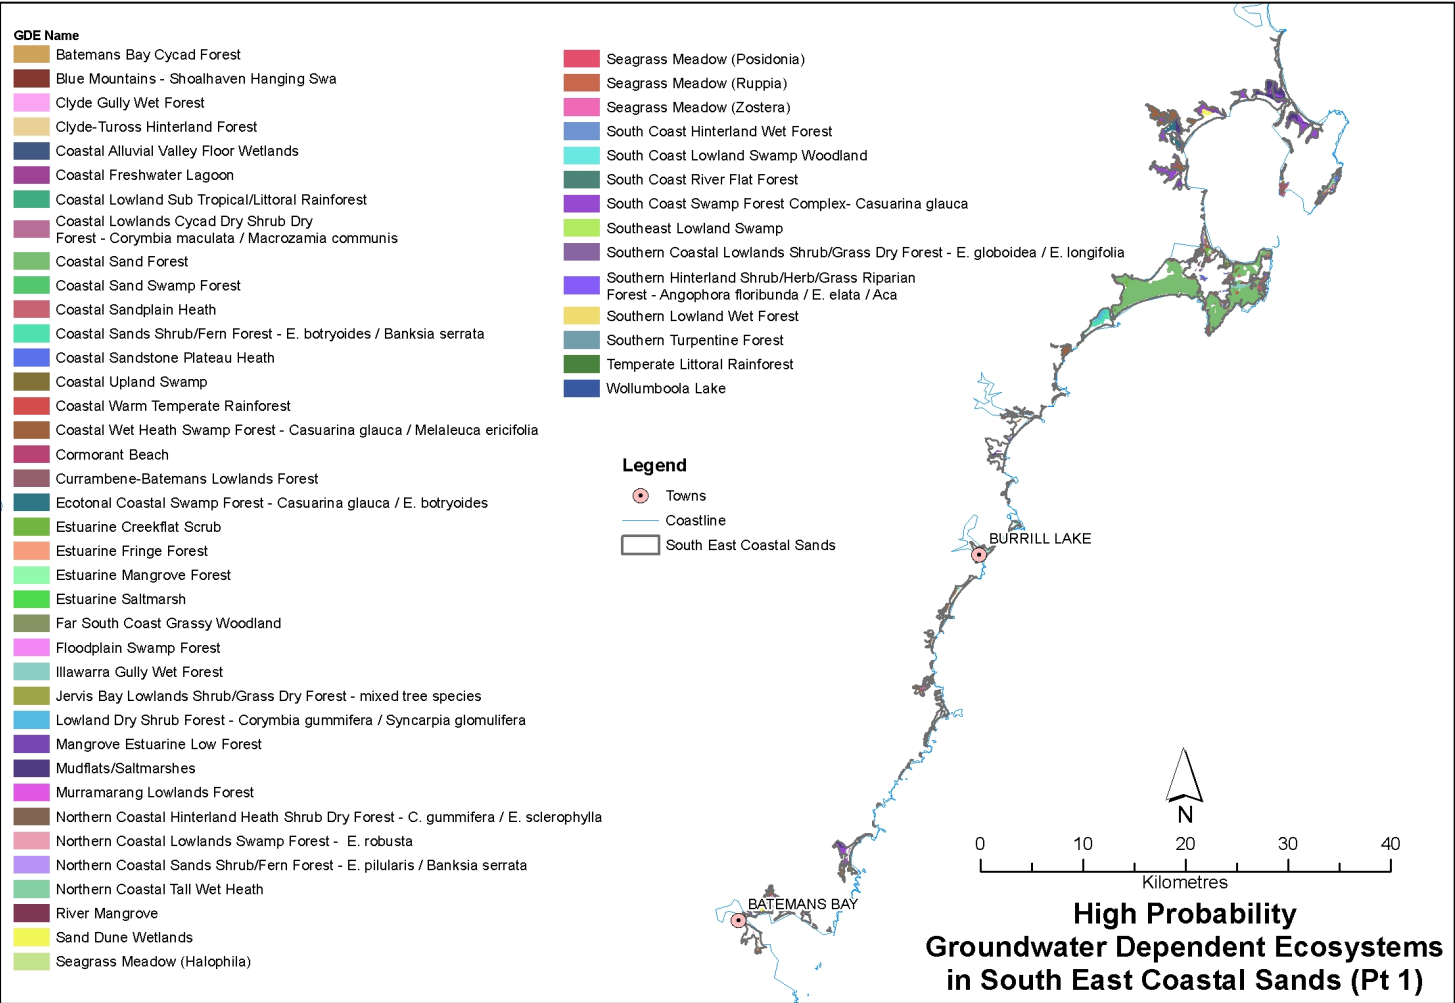 GDE Name
Batemans Bay Cycad Forest
Blue Mountains - Shoalhaven Hanging Swa
Clyde Gully Wet Forest
Clyde-Tuross Hinterland Forest
Coastal Alluvial Valley Floor Wetlands
Coastal Freshwater Lagoon
Coastal Lowland Sub Tropical/Littoral Rainforest
Coastal Lowlands Cycad Dry Shrub Dry
Forest - Corymbia maculata / Macrozamia communis
Coastal Sand Forest
Coastal Sand Swamp Forest
Coastal Sandplain Heath
Coastal Sands Shrub/Fern Forest - E. botryoides / Banksia serrata
Coastal Sandstone Plateau Heath
Coastal Upland Swamp
Coastal Warm Temperate Rainforest
Coastal Wet Heath Swamp Forest - Casuarina glauca / Melaleuca ericifolia
Cormorant Beach
Currambene-Batemans Lowlands Forest
Ecotonal Coastal Swamp Forest - Casuarina glauca / E. botryoides
Estuarine Creekflat Scrub
Estuarine Fringe Forest
Estuarine Mangrove Forest
Estuarine Saltmarsh
Far South Coast Grassy Woodland
Floodplain Swamp Forest
Illawarra Gully Wet Forest
Jervis Bay Lowlands Shrub/Grass Dry Forest - mixed tree species
Lowland Dry Shrub Forest - Corymbia gummifera / Syncarpia glomulifera
Mangrove Estuarine Low Forest
Mudflats/Saltmarshes
Murramarang Lowlands Forest
Northern Coastal Hinterland Heath Shrub Dry Forest - C. gummifera / E. sclerophylla
Northern Coastal Lowlands Swamp Forest - E. robusta
Northern Coastal Sands Shrub/Fern Forest - E. pilularis / Banksia serrata
Northern Coastal Tall Wet Heath
River Mangrove
Sand Dune Wetlands
Seagrass Meadow (Halophila)
Seagrass Meadow (Posidonia)
Seagrass Meadow (Ruppia)
Seagrass Meadow (Zostera)
South Coast Hinterland Wet Forest
South Coast Lowland Swamp Woodland
South Coast River Flat Forest
South Coast Swamp Forest Complex- Casuarina glauca
Southeast Lowland Swamp
Southern Coastal Lowlands Shrub/Grass Dry Forest - E. globoidea / E. longifolia
Southern Hinterland Shrub/Herb/Grass Riparian
Forest - Angophora floribunda / E. elata / Aca
Southern Lowland Wet Forest
Southern Turpentine Forest
Temperate Littoral Rainforest
Wollumboola Lake
Legend
Towns
Coastline
South East Coastal Sands
BURRILL LAKE
BATEMANS BAY
N
0 10 20 30 40
Kilometres
High Probability
Groundwater Dependent Ecosystems
in South East Coastal Sands (Pt 1)